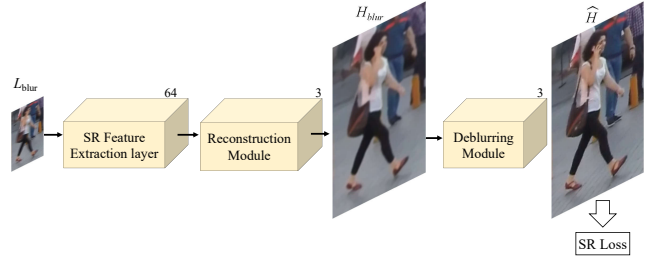 L_blur
64
SR Feature
Extraction layer
3
Reconstruction
Module
H_blur
3
Deblurring
Module
Ĥ
SR Loss